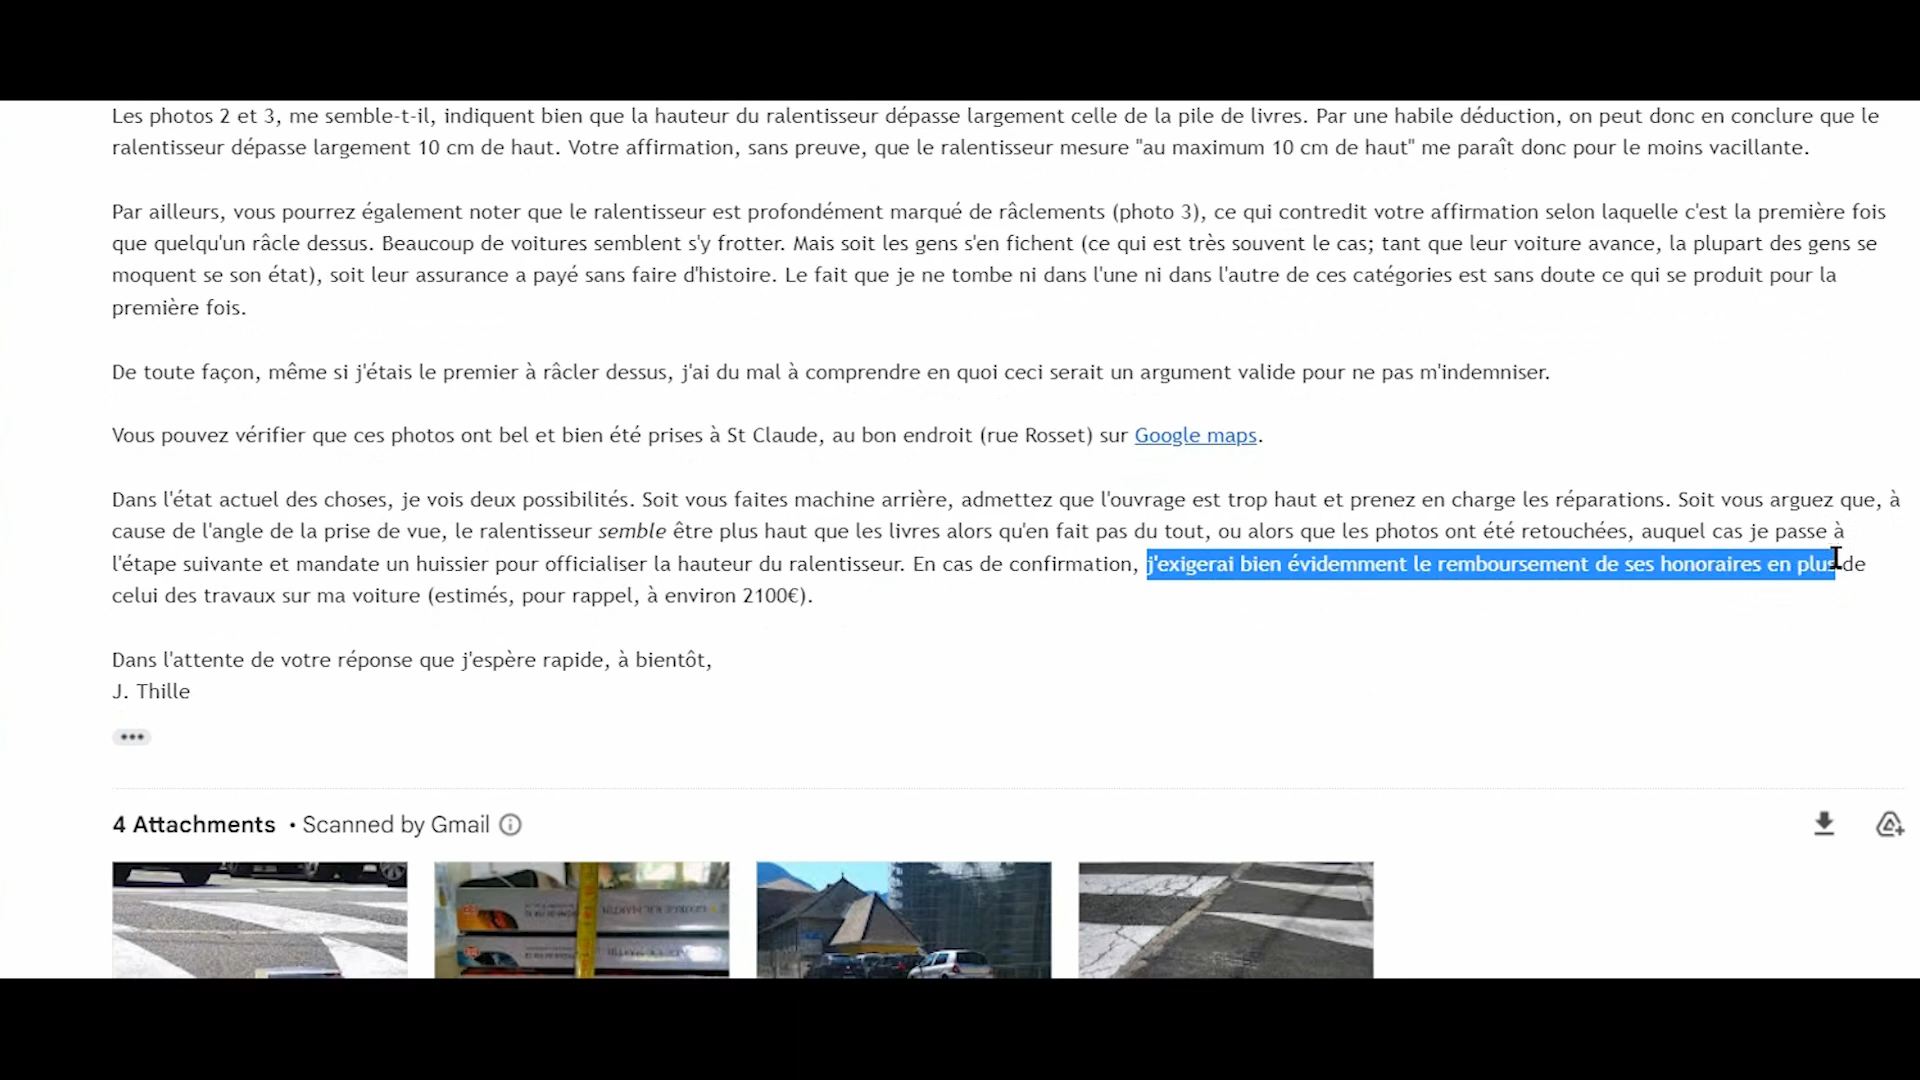 Les photos 2 et 3, me semble-t-il, indiquent bien que la hauteur du ralentisseur dépasse largement celle de la pile de livres. Par une habile déduction, on peut donc en conclure que le
ralentisseur dépasse largement 10 cm de haut. Votre affirmation, sans preuve, que le ralentisseur mesure "au maximum 10 cm de haut" me paraît donc pour le moins vacillante.
Par ailleurs, vous pourrez également noter que le ralentisseur est profondément marqué de râclements (photo 3), ce qui contredit votre affirmation selon laquelle c'est la première fois
que quelqu'un râcle dessus. Beaucoup de voitures semblent s'y frotter. Mais soit les gens s'en fichent (ce qui est très souvent le cas; tant que leur voiture avance, la plupart des gens se
moquent se son état), soit leur assurance a payé sans faire d'histoire. Le fait que je ne tombe ni dans l'une ni dans l'autre de ces catégories est sans doute ce qui se produit pour la
première fois.
De toute façon, même si j'étais le premier à râcler dessus, j'ai du mal à comprendre en quoi ceci serait un argument valide pour ne pas m'indemniser.
Vous pouvez vérifier que ces photos ont bel et bien été prises à St Claude, au bon endroit (rue Rosset) sur Google maps.
Dans l'état actuel des choses, je vois deux possibilités. Soit vous faites machine arrière, admettez que l'ouvrage est trop haut et prenez en charge les réparations. Soit vous arguez que, à
cause de l'angle de la prise de vue, le ralentisseur semble être plus haut que les livres alors qu'en fait pas du tout, ou alors que les photos ont été retouchées, auquel cas je passe à
l'étape suivante et mandate un huissier pour officialiser la hauteur du ralentisseur. En cas de confirmation, j'exigerai bien évidemment le remboursement de ses honoraires en plus de
celui des travaux sur ma voiture (estimés, pour rappel, à environ 2100€).
Dans l'attente de votre réponse que j'espère rapide, à bientôt,
J. Thille
4 Attachments • Scanned by Gmail